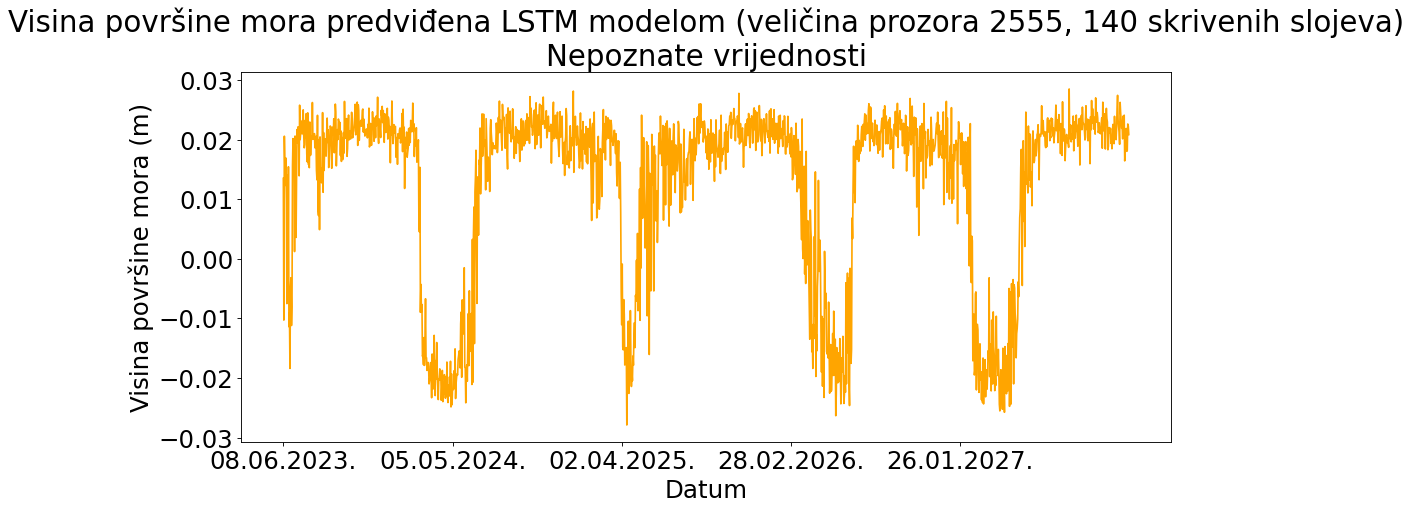 Visina površine mora predviđena LSTM modelom (veličina prozora 2555, 140 skrivenih slojeva)
Nepoznate vrijednosti
Visina površine mora (m)
0.03
0.02
0.01
0.00
−0.01
−0.02
−0.03
08.06.2023. 05.05.2024. 02.04.2025. 28.02.2026. 26.01.2027.
Datum